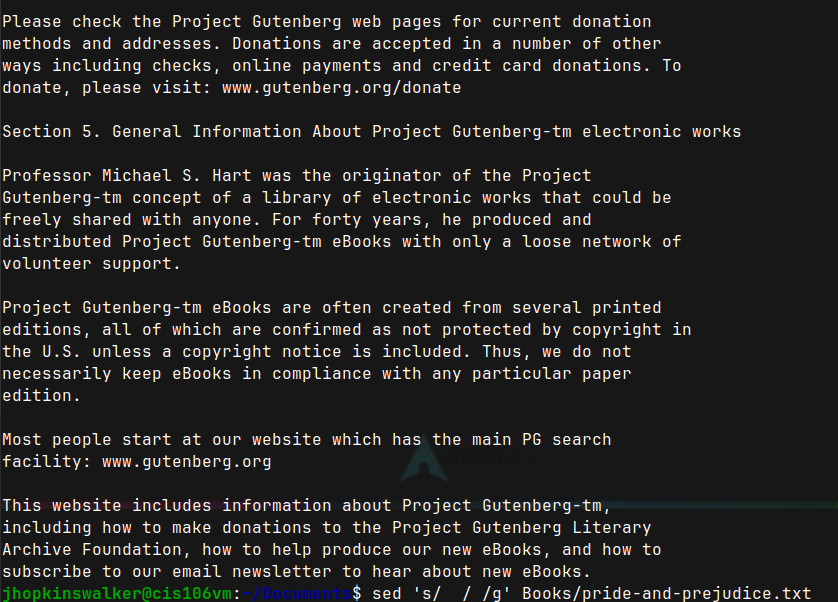 Please check the Project Gutenberg web pages for current donation
methods and addresses. Donations are accepted in a number of other
ways including checks, online payments and credit card donations. To
donate, please visit: www.gutenberg.org/donate
Section 5. General Information About Project Gutenberg-tm electronic works
Professor Michael S. Hart was the originator of the Project
Gutenberg-tm concept of a library of electronic works that could be
freely shared with anyone. For forty years, he produced and
distributed Project Gutenberg-tm eBooks with only a loose network of
volunteer support.
Project Gutenberg-tm eBooks are often created from several printed
editions, all of which are confirmed as not protected by copyright in
the U.S. unless a copyright notice is included. Thus, we do not
necessarily keep eBooks in compliance with any particular paper
edition.
Most people start at our website which has the main PG search
facility: www.gutenberg.org
This website includes information about Project Gutenberg-tm,
including how to make donations to the Project Gutenberg Literary
Archive Foundation, how to help produce our new eBooks, and how to
subscribe to our email newsletter to hear about new eBooks.
jhopkinswalker@cis106vm:~/Documents$ sed 's/  / /g' Books/pride-and-prejudice.txt